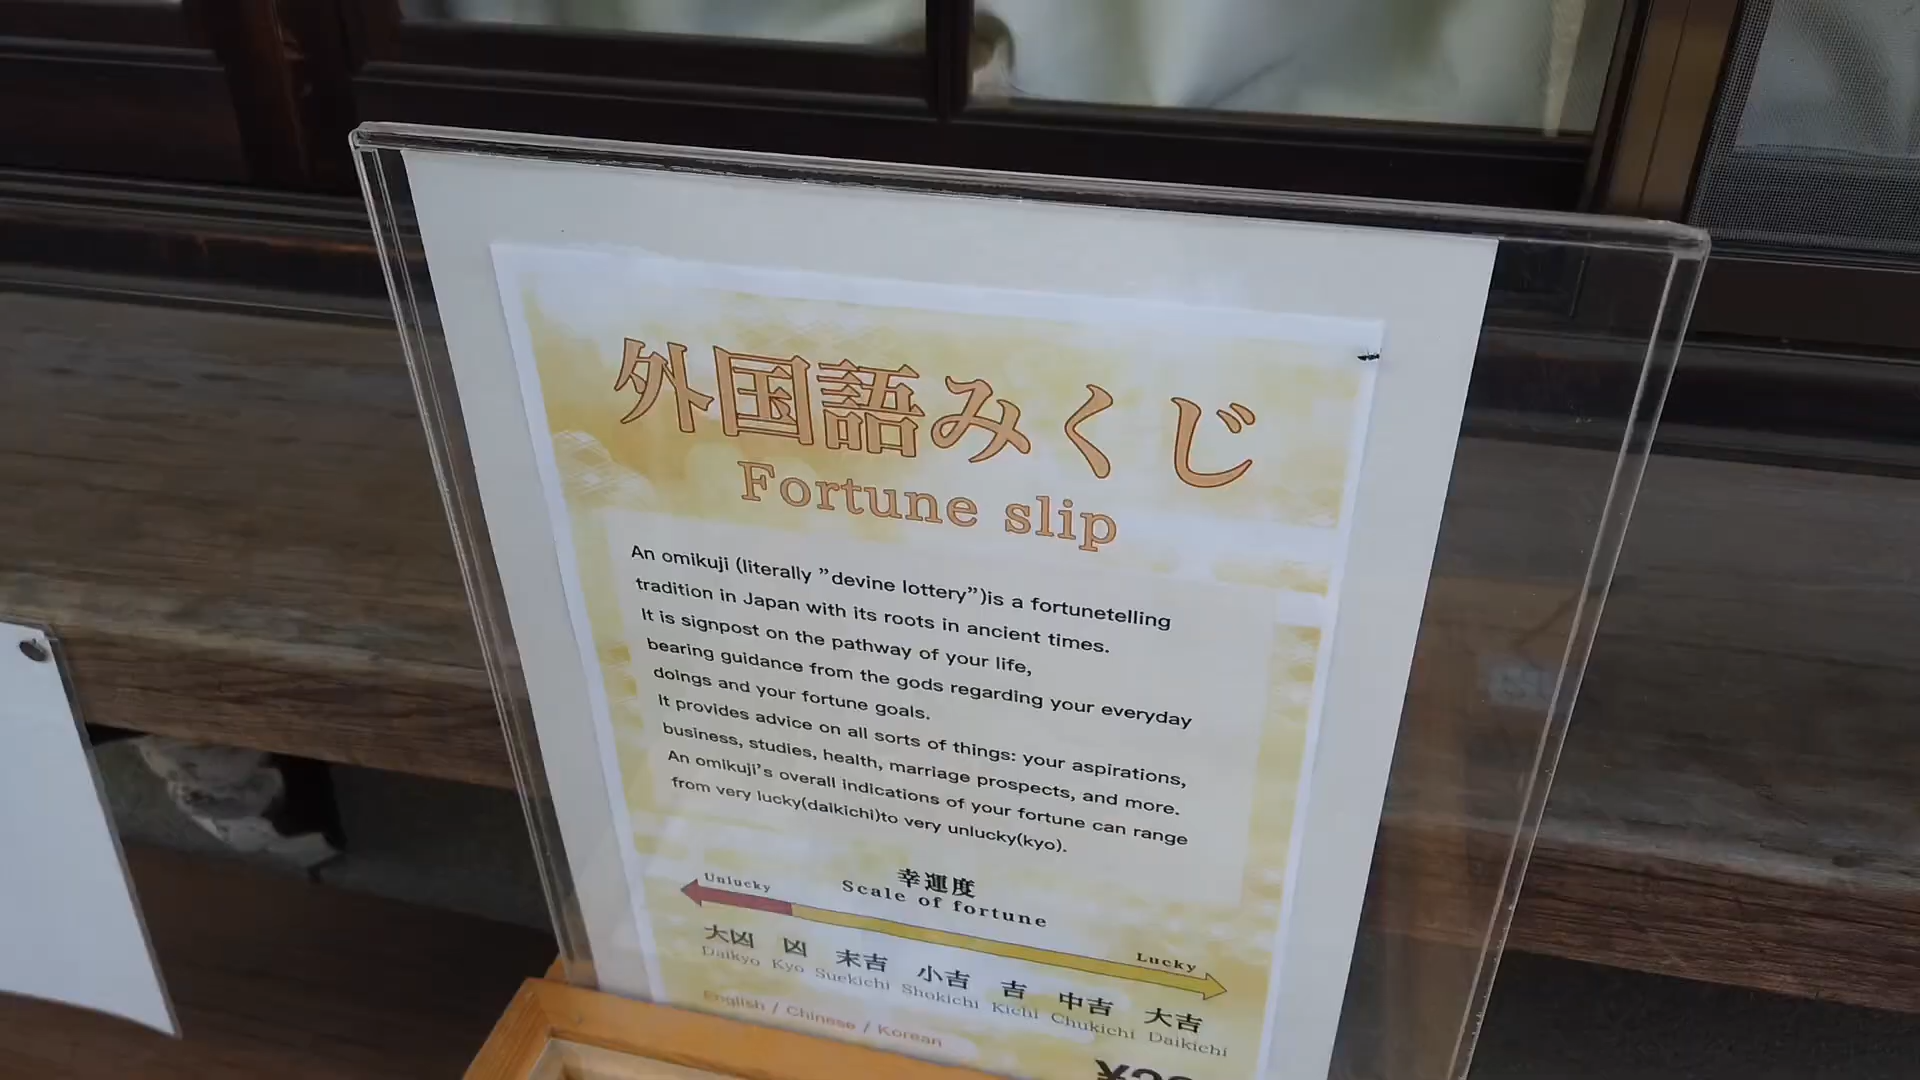 外国語みくじ
Fortune slip
An omikuji (literally ”devine lottery”)is a fortunetelling
tradition in Japan with its roots in ancient times.
It is signpost on the pathway of your life,
bearing guidance from the gods regarding your everyday
doings and your fortune goals.
It provides advice on all sorts of things: your aspirations,
business, studies, health, marriage prospects, and more.
An omikuji's overall indications of your fortune can range
from very lucky(daikichi)to very unlucky(kyo).
幸運度
Unlucky Scale of fortune
Lucky
大凶 凶 末吉 小吉 吉 中吉 大吉
Daikyo Kyo Suekichi Shokichi Kichi Chukichi Daikichi
English / Chinese / Korean